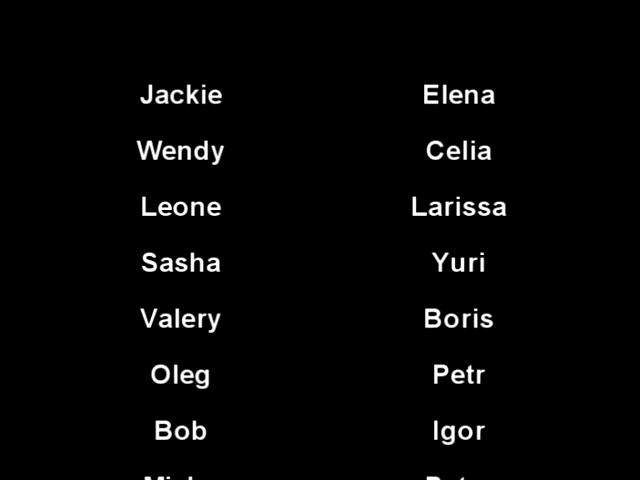 Jackie Elena
Wendy Celia
Leone Larissa
Sasha Yuri
Valery Boris
Oleg Petr
Bob Igor